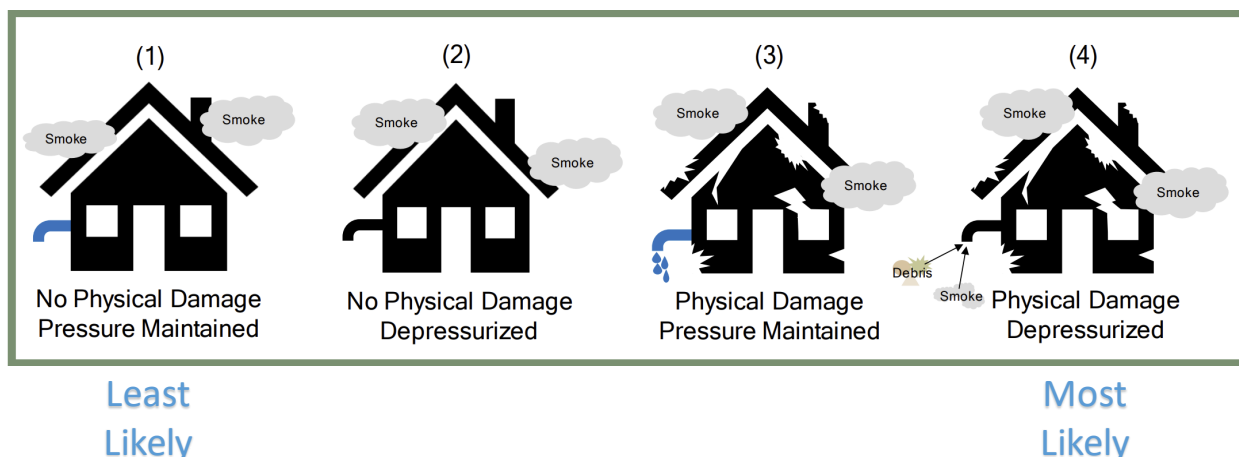 (1)
Smoke
Smoke
No Physical Damage
Pressure Maintained
(2)
Smoke
Smoke
No Physical Damage
Depressurized
(3)
Smoke
Smoke
Physical Damage
Pressure Maintained
(4)
Smoke
Smoke
Debris
Smoke
Physical Damage
Depressurized
Least
Likely
Most
Likely